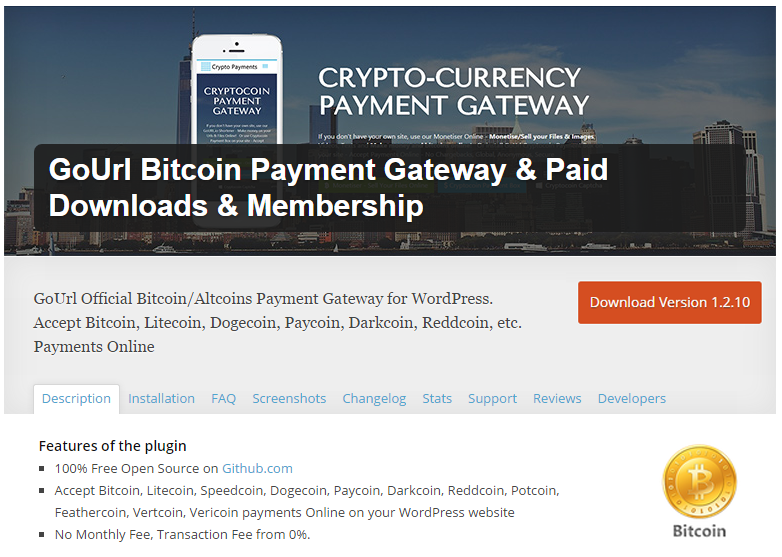 Crypto Payments
CRYPTOCOIN
PAYMENT
GATEWAY
CRYPTO-CURRENCY
PAYMENT GATEWAY
If you don't have your own site, use our Monetiser Online - Monetise/Sell your Files & Images,
GoUrl Bitcoin Payment Gateway & Paid
Downloads & Membership
GoUrl Official Bitcoin/Altcoins Payment Gateway for WordPress.
Accept Bitcoin, Litecoin, Dogecoin, Paycoin, Darkcoin, Reddcoin, etc.
Payments Online
Download Version 1.2.10
Description Installation FAQ Screenshots Changelog Stats Support Reviews Developers
Features of the plugin
100% Free Open Source on Github.com
Accept Bitcoin, Litecoin, Speedcoin, Dogecoin, Paycoin, Darkcoin, Reddcoin, Potcoin,
Feathercoin, Vertcoin, Vericoin payments Online on your WordPress website
No Monthly Fee, Transaction Fee from 0%.
Bitcoin